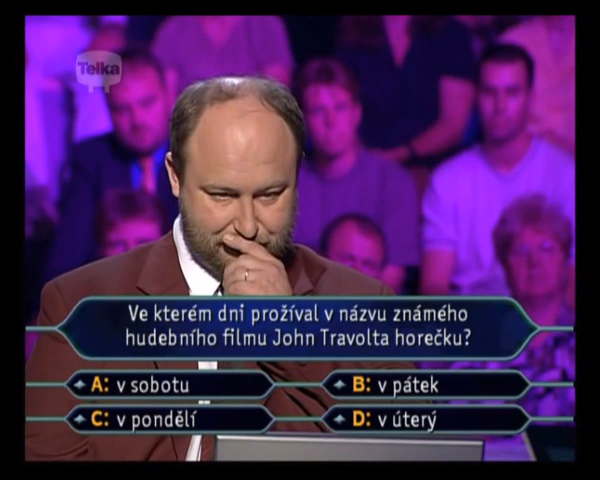 Telka
Ve kterém dni prožíval v názvu známého
hudebního filmu John Travolta horečku?
A: v sobotu
B: v pátek
C: v pondělí
D: v úterý